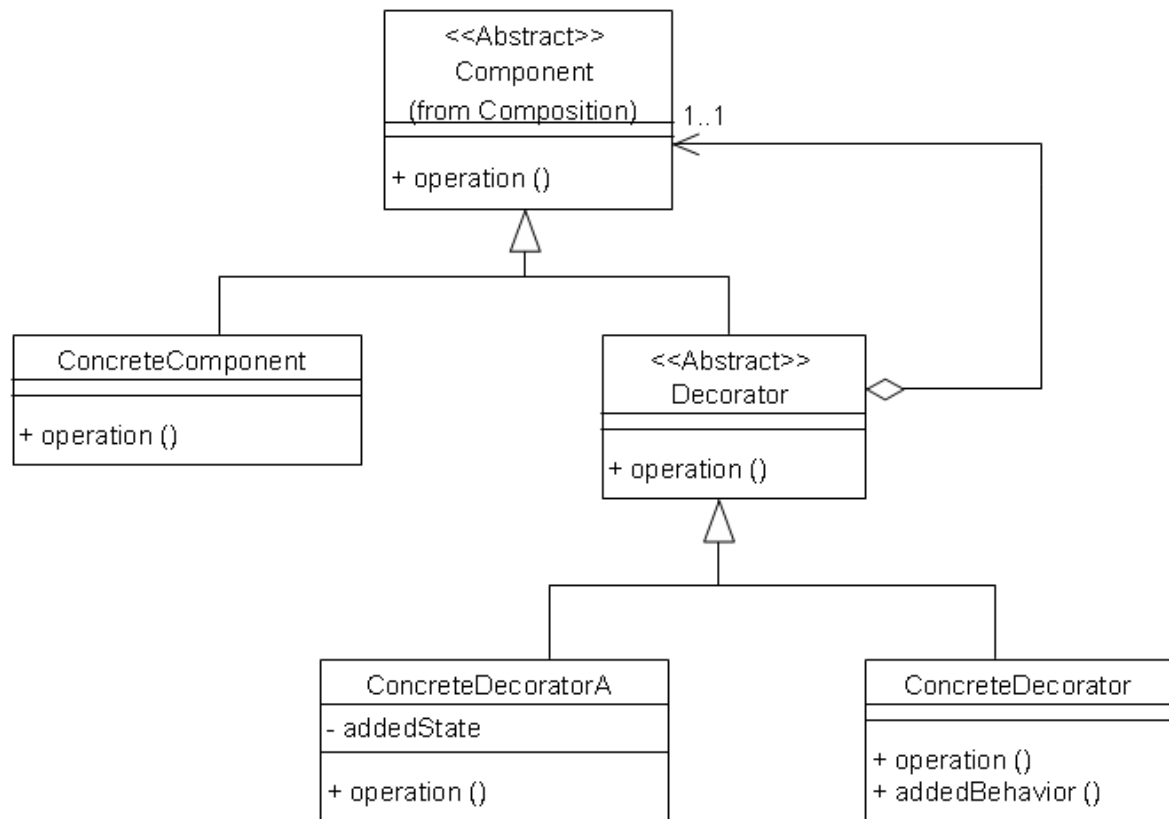 <<Abstract>>
Component
(from Composition)
1..1
+ operation ()
ConcreteComponent
+ operation ()
<<Abstract>>
Decorator
+ operation ()
ConcreteDecoratorA
- addedState
+ operation ()
ConcreteDecorator
+ operation ()
+ addedBehavior ()